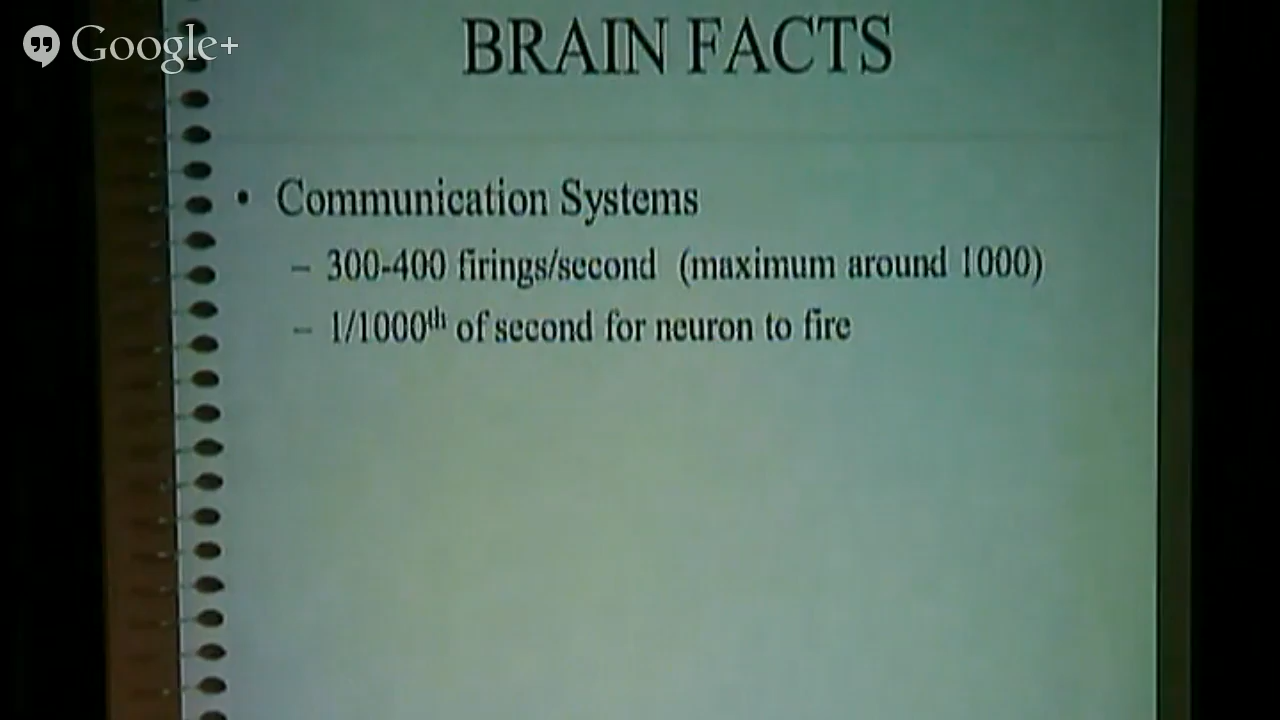 Google+
BRAIN FACTS
• Communication Systems
– 300-400 firings/second (maximum around 1000)
– 1/1000th of second for neuron to fire